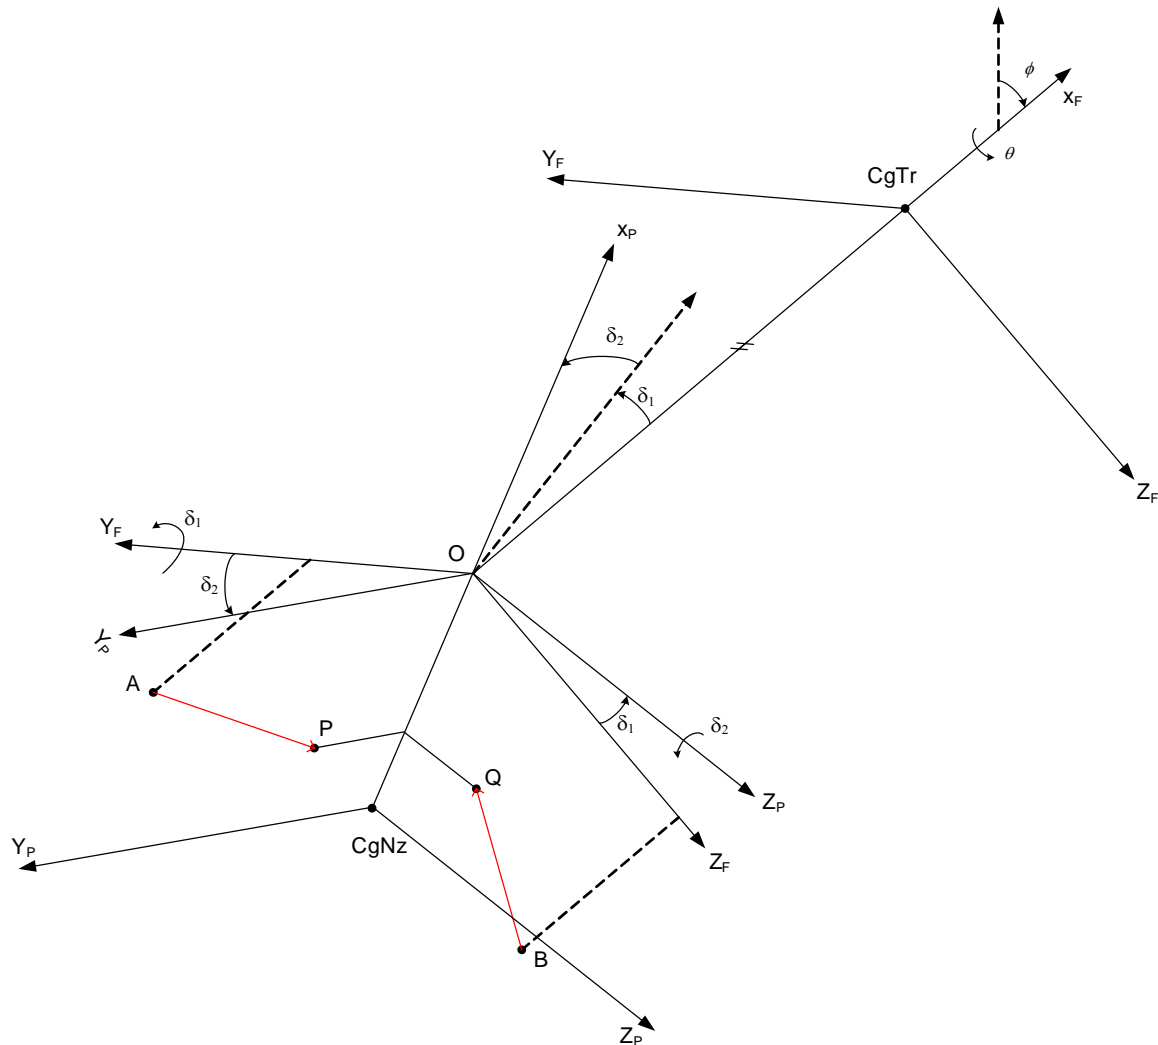 ϕ
x_F
θ
Y_F
CgTr
x_P
δ₂
δ₁
Z_F
Y_F
δ₁
O
δ₂
Y_P
A
P
δ₁
δ₂
Q
Z_P
Y_P
CgNz
Z_F
B
Z_P